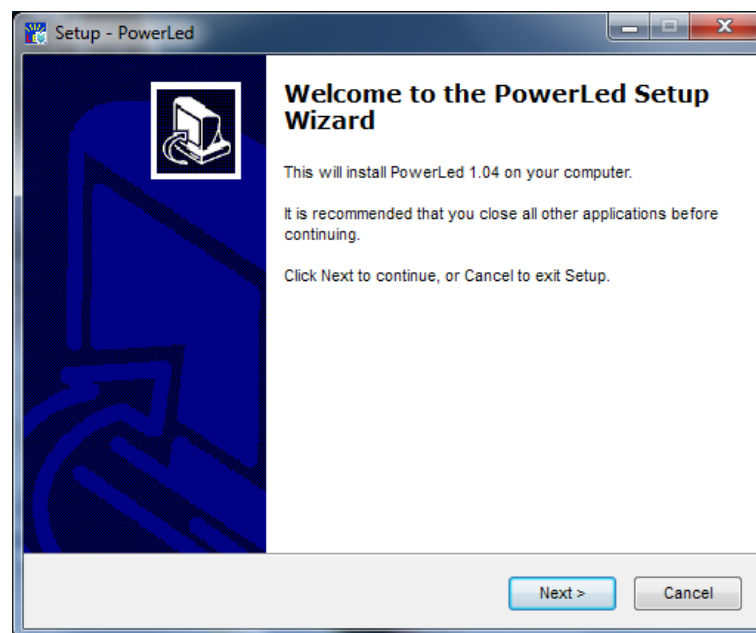 Setup - PowerLed
Welcome to the PowerLed Setup
Wizard
This will install PowerLed 1.04 on your computer.
It is recommended that you close all other applications before
continuing.
Click Next to continue, or Cancel to exit Setup.
Next >
Cancel